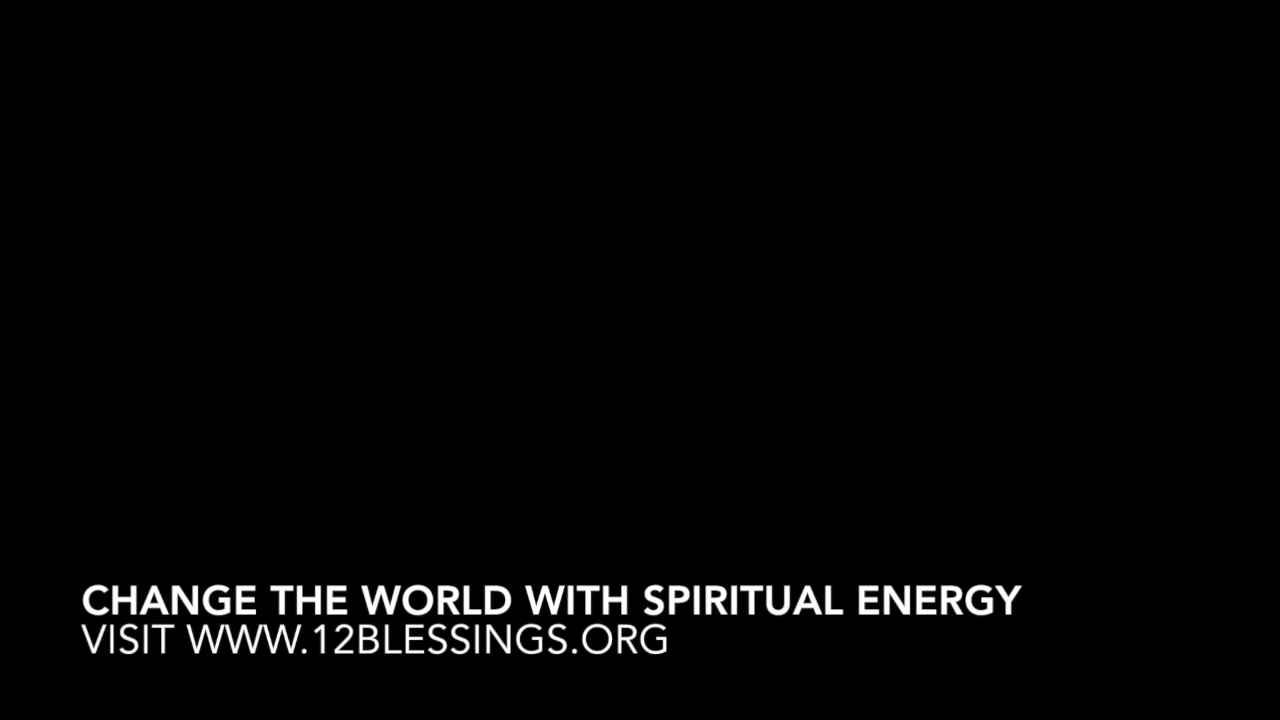 CHANGE THE WORLD WITH SPIRITUAL ENERGY
VISIT WWW.12BLESSINGS.ORG